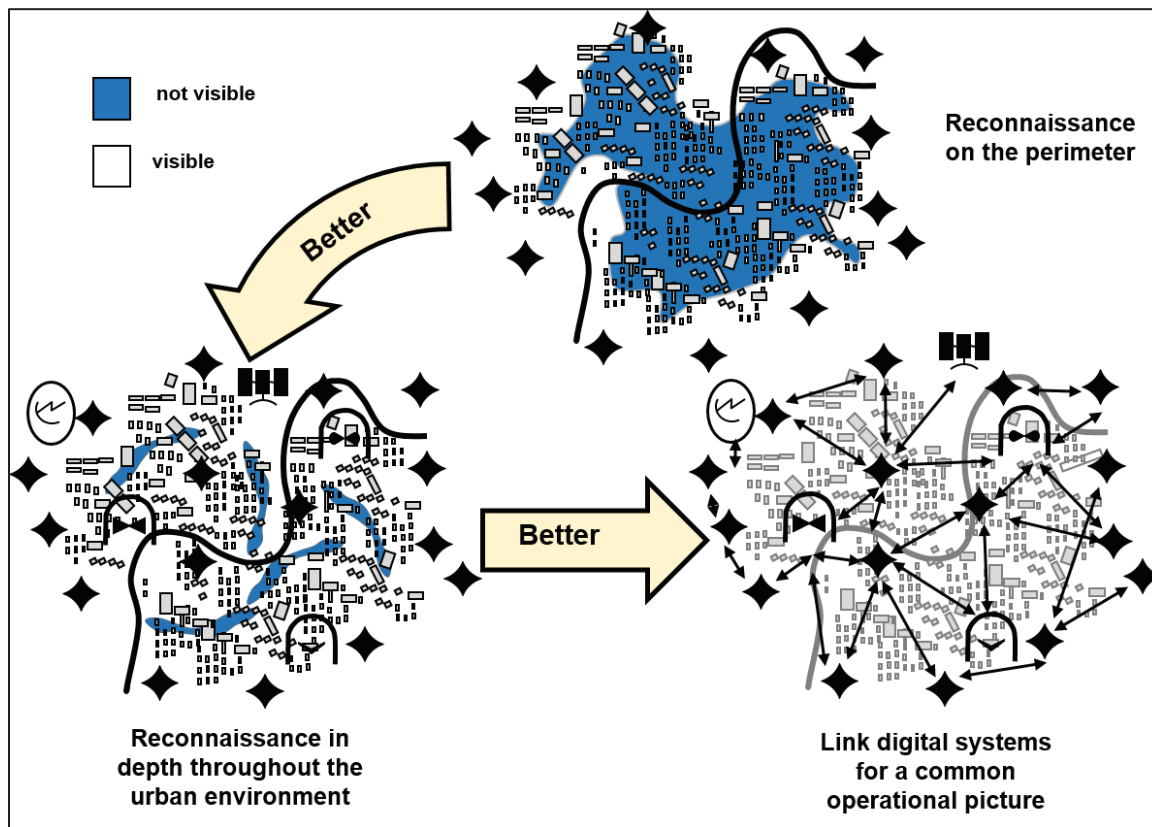 not visible
visible
Reconnaissance
on the perimeter
Better
Better
Reconnaissance in
depth throughout the
urban environment
Link digital systems
for a common
operational picture